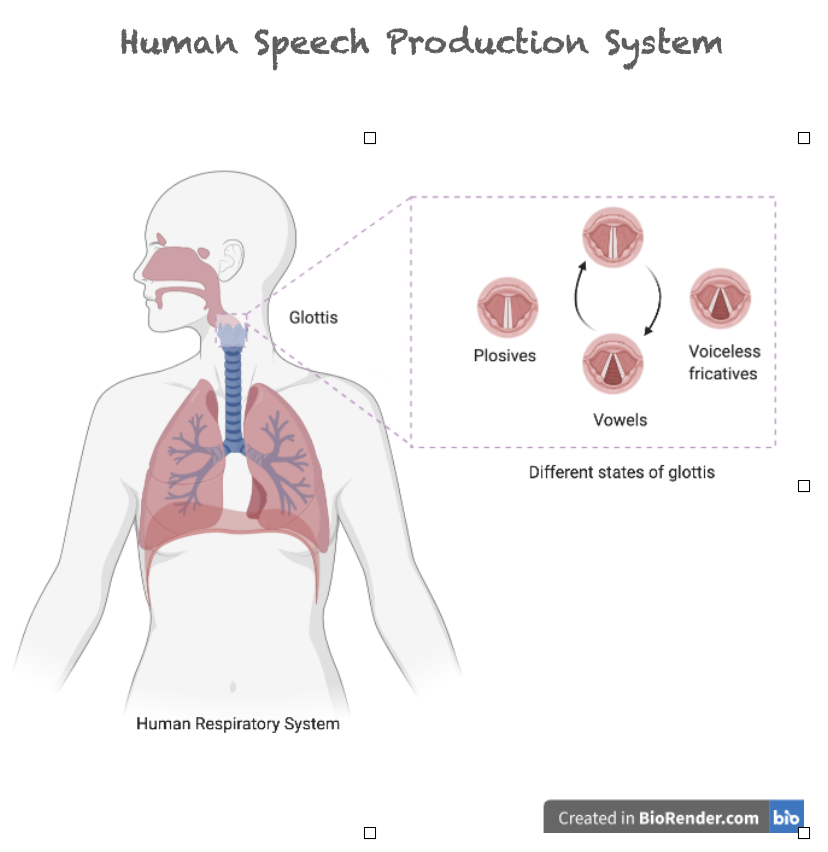 Human Speech Production System
Glottis
Plosives
Vowels
Voiceless
fricatives
Different states of glottis
Human Respiratory System
Created in BioRender.com bio